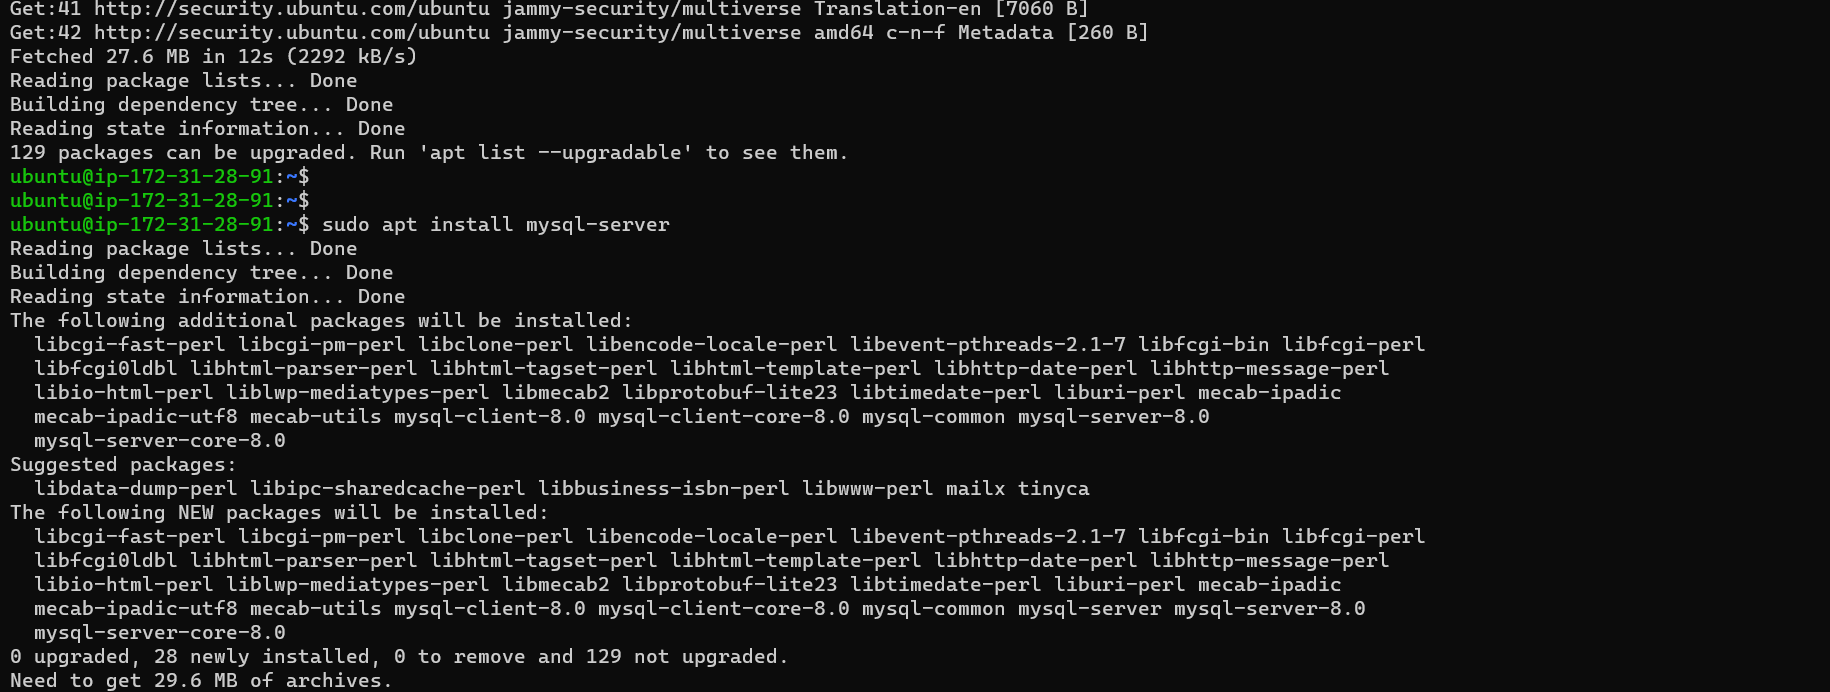 Get:41 http://security.ubuntu.com/ubuntu jammy-security/multiverse Translation-en [7060 B]
Get:42 http://security.ubuntu.com/ubuntu jammy-security/multiverse amd64 c-n-f Metadata [260 B]
Fetched 27.6 MB in 12s (2292 kB/s)
Reading package lists... Done
Building dependency tree... Done
Reading state information... Done
129 packages can be upgraded. Run 'apt list --upgradable' to see them.
ubuntu@ip-172-31-28-91:~$
ubuntu@ip-172-31-28-91:~$
ubuntu@ip-172-31-28-91:~$ sudo apt install mysql-server
Reading package lists... Done
Building dependency tree... Done
Reading state information... Done
The following additional packages will be installed:
  libcgi-fast-perl libcgi-pm-perl libclone-perl libencode-locale-perl libevent-pthreads-2.1-7 libfcgi-bin libfcgi-perl
  libfcgi0ldbl libhtml-parser-perl libhtml-tagset-perl libhtml-template-perl libhttp-date-perl libhttp-message-perl
  libio-html-perl liblwp-mediatypes-perl libmecab2 libprotobuf-lite23 libtimedate-perl liburi-perl mecab-ipadic
  mecab-ipadic-utf8 mecab-utils mysql-client-8.0 mysql-client-core-8.0 mysql-common mysql-server-8.0
  mysql-server-core-8.0
Suggested packages:
  libdata-dump-perl libipc-sharedcache-perl libbusiness-isbn-perl libwww-perl mailx tinyca
The following NEW packages will be installed:
  libcgi-fast-perl libcgi-pm-perl libclone-perl libencode-locale-perl libevent-pthreads-2.1-7 libfcgi-bin libfcgi-perl
  libfcgi0ldbl libhtml-parser-perl libhtml-tagset-perl libhtml-template-perl libhttp-date-perl libhttp-message-perl
  libio-html-perl liblwp-mediatypes-perl libmecab2 libprotobuf-lite23 libtimedate-perl liburi-perl mecab-ipadic
  mecab-ipadic-utf8 mecab-utils mysql-client-8.0 mysql-client-core-8.0 mysql-common mysql-server mysql-server-8.0
  mysql-server-core-8.0
0 upgraded, 28 newly installed, 0 to remove and 129 not upgraded.
Need to get 29.6 MB of archives.